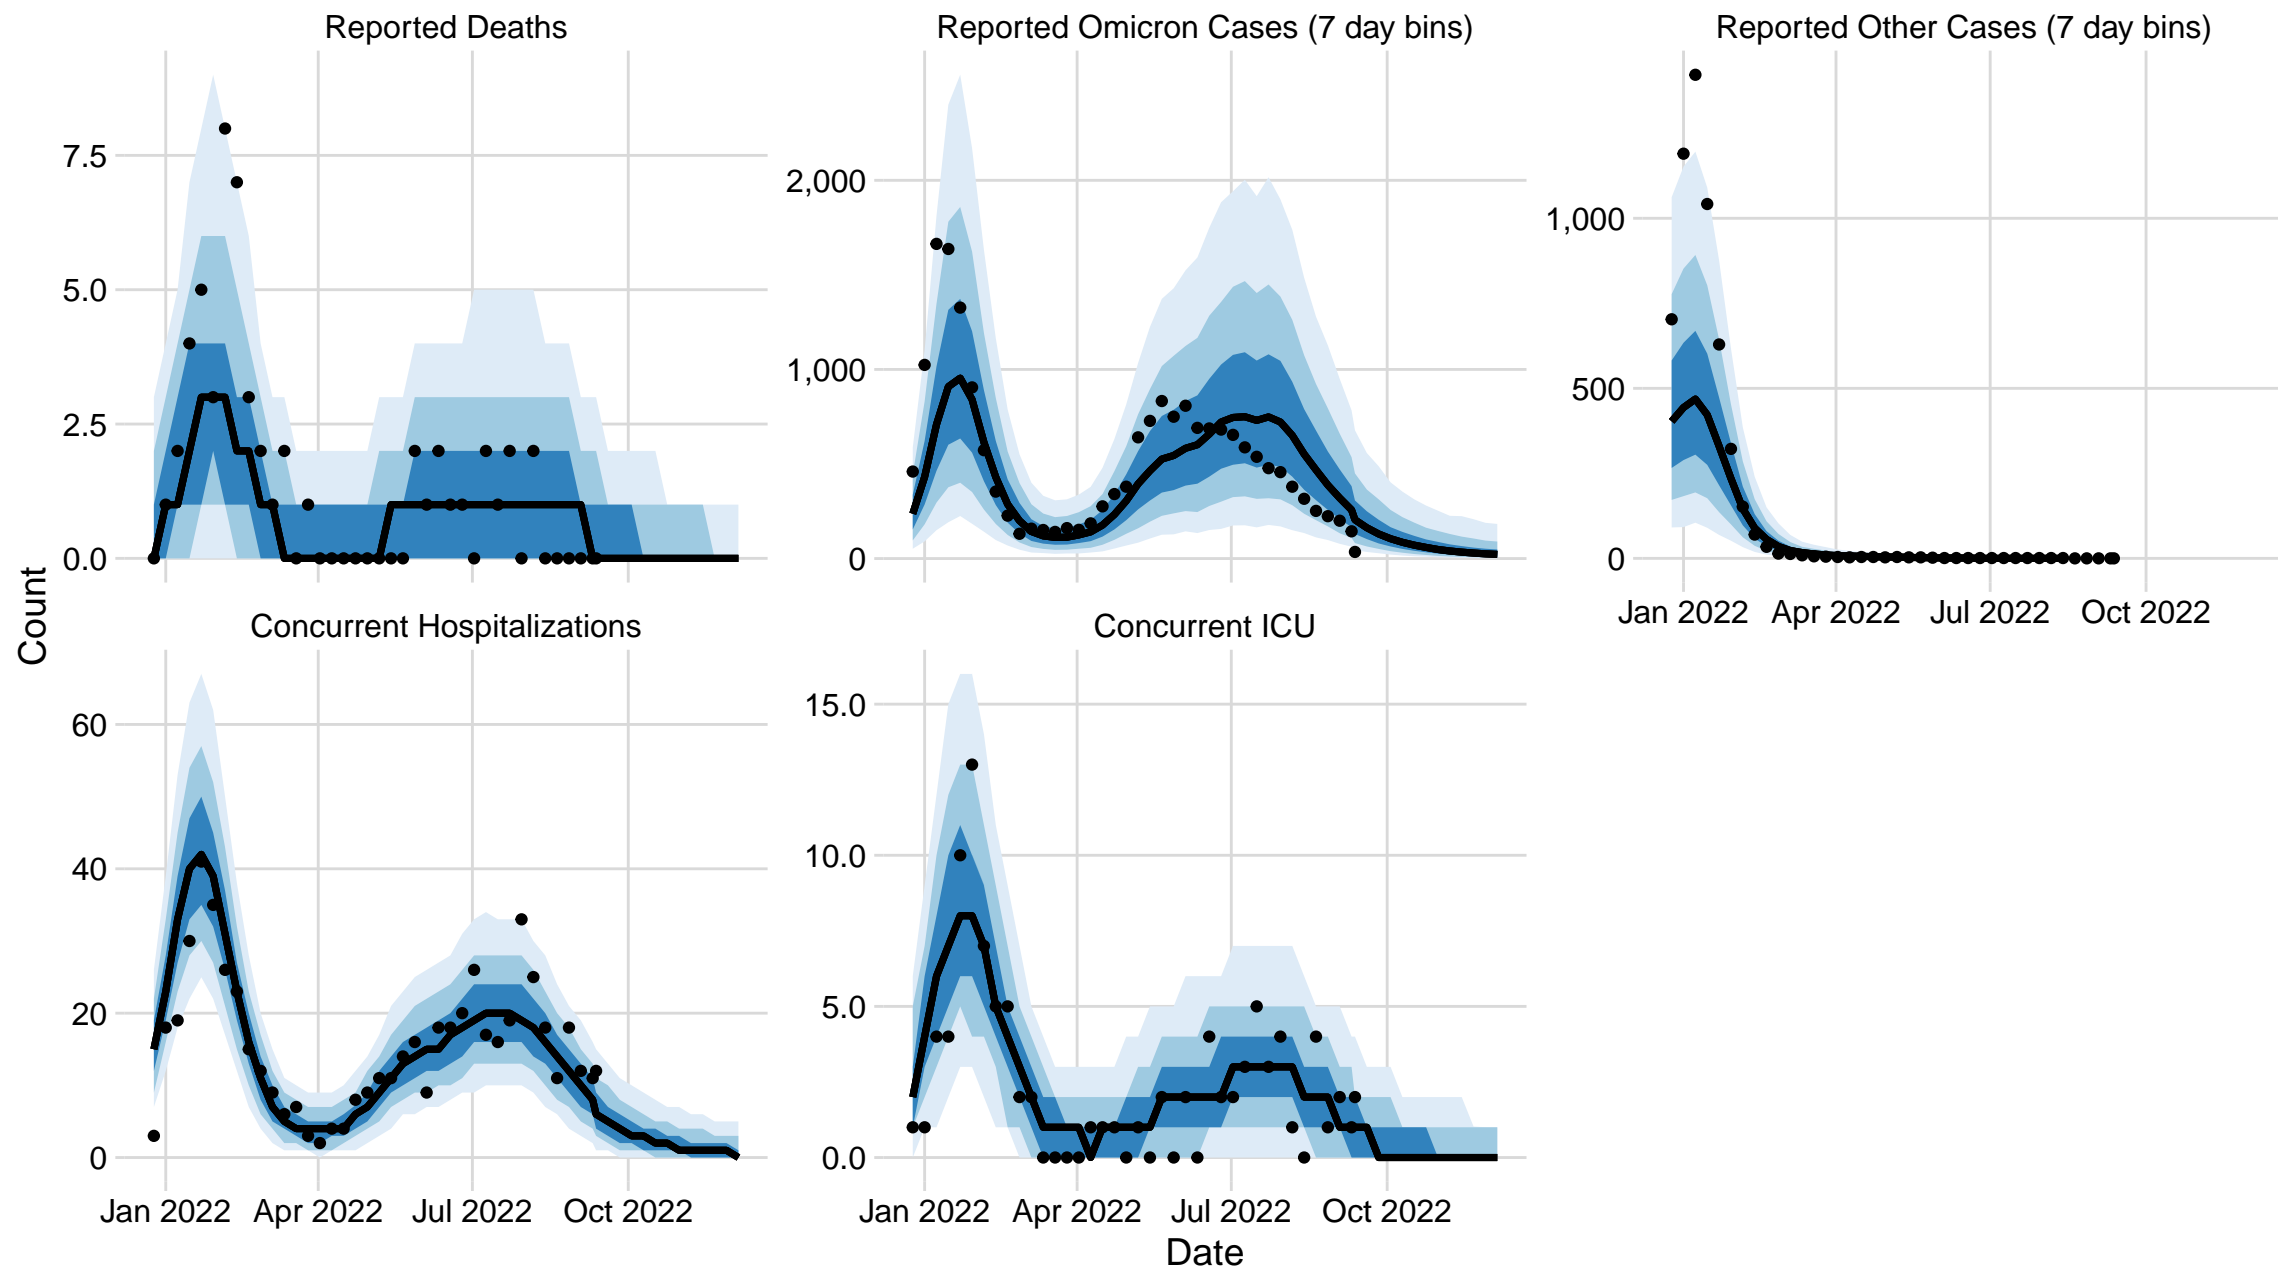 Reported Deaths
Reported Omicron Cases (7 day bins)
Reported Other Cases (7 day bins)
7.5
5.0
2.5
0.0
2,000
1,000
0
1,000
500
0
Jan 2022 Apr 2022 Jul 2022 Oct 2022
Count
Concurrent Hospitalizations
Concurrent ICU
60
40
20
0
15.0
10.0
5.0
0.0
Jan 2022 Apr 2022 Jul 2022 Oct 2022
Jan 2022 Apr 2022 Jul 2022 Oct 2022
Date